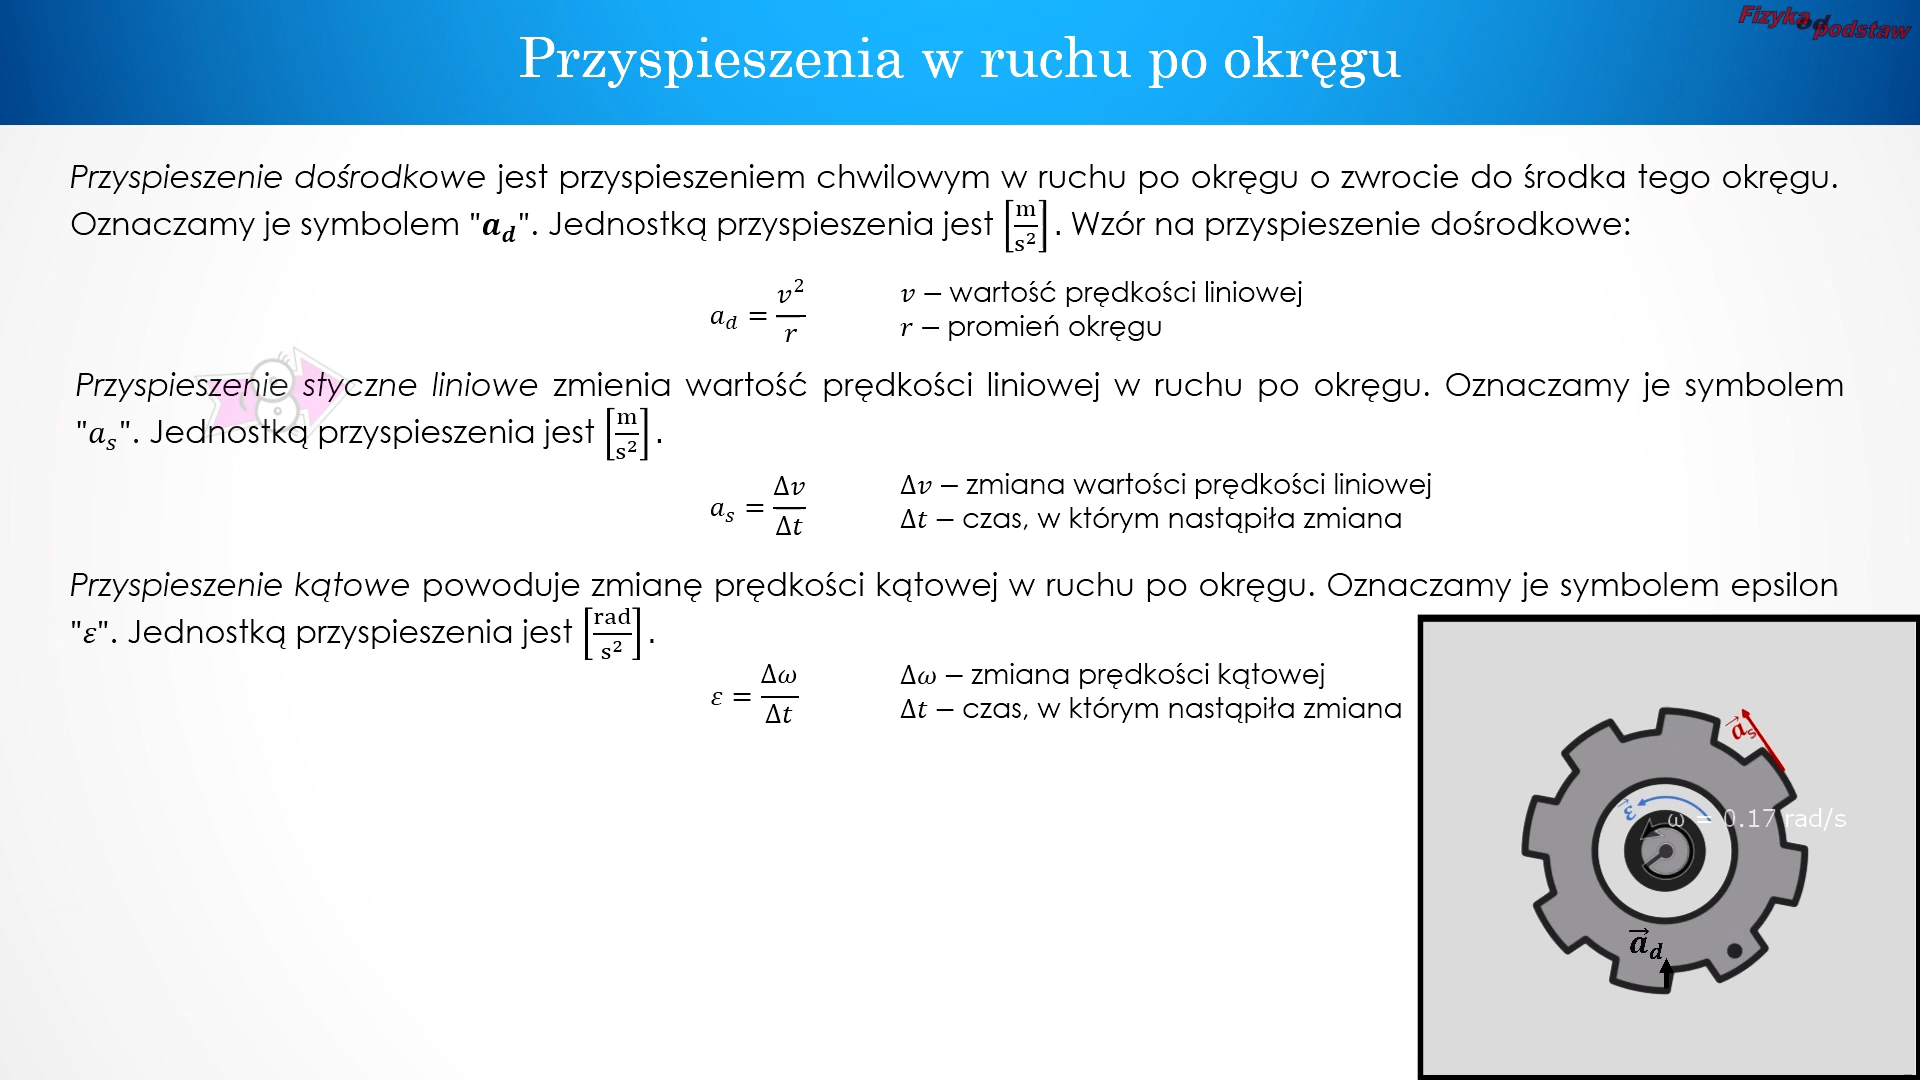 Fizyka od podstaw
Przyspieszenia w ruchu po okręgu
Przyspieszenie dośrodkowe jest przyspieszeniem chwilowym w ruchu po okręgu o zwrocie do środka tego okręgu.
Oznaczamy je symbolem "a_d". Jednostką przyspieszenia jest [m/s²]. Wzór na przyspieszenie dośrodkowe:
a_d = v²/r
v – wartość prędkości liniowej
r – promień okręgu
Przyspieszenie styczne liniowe zmienia wartość prędkości liniowej w ruchu po okręgu. Oznaczamy je symbolem
"a_s". Jednostką przyspieszenia jest [m/s²].
a_s = Δv/Δt
Δv – zmiana wartości prędkości liniowej
Δt – czas, w którym nastąpiła zmiana
Przyspieszenie kątowe powoduje zmianę prędkości kątowej w ruchu po okręgu. Oznaczamy je symbolem epsilon
"ε". Jednostką przyspieszenia jest [rad/s²].
ε = Δω/Δt
Δω – zmiana prędkości kątowej
Δt – czas, w którym nastąpiła zmiana
a⃗_s
ε⃗
ω = 0.17 rad/s
a⃗_d